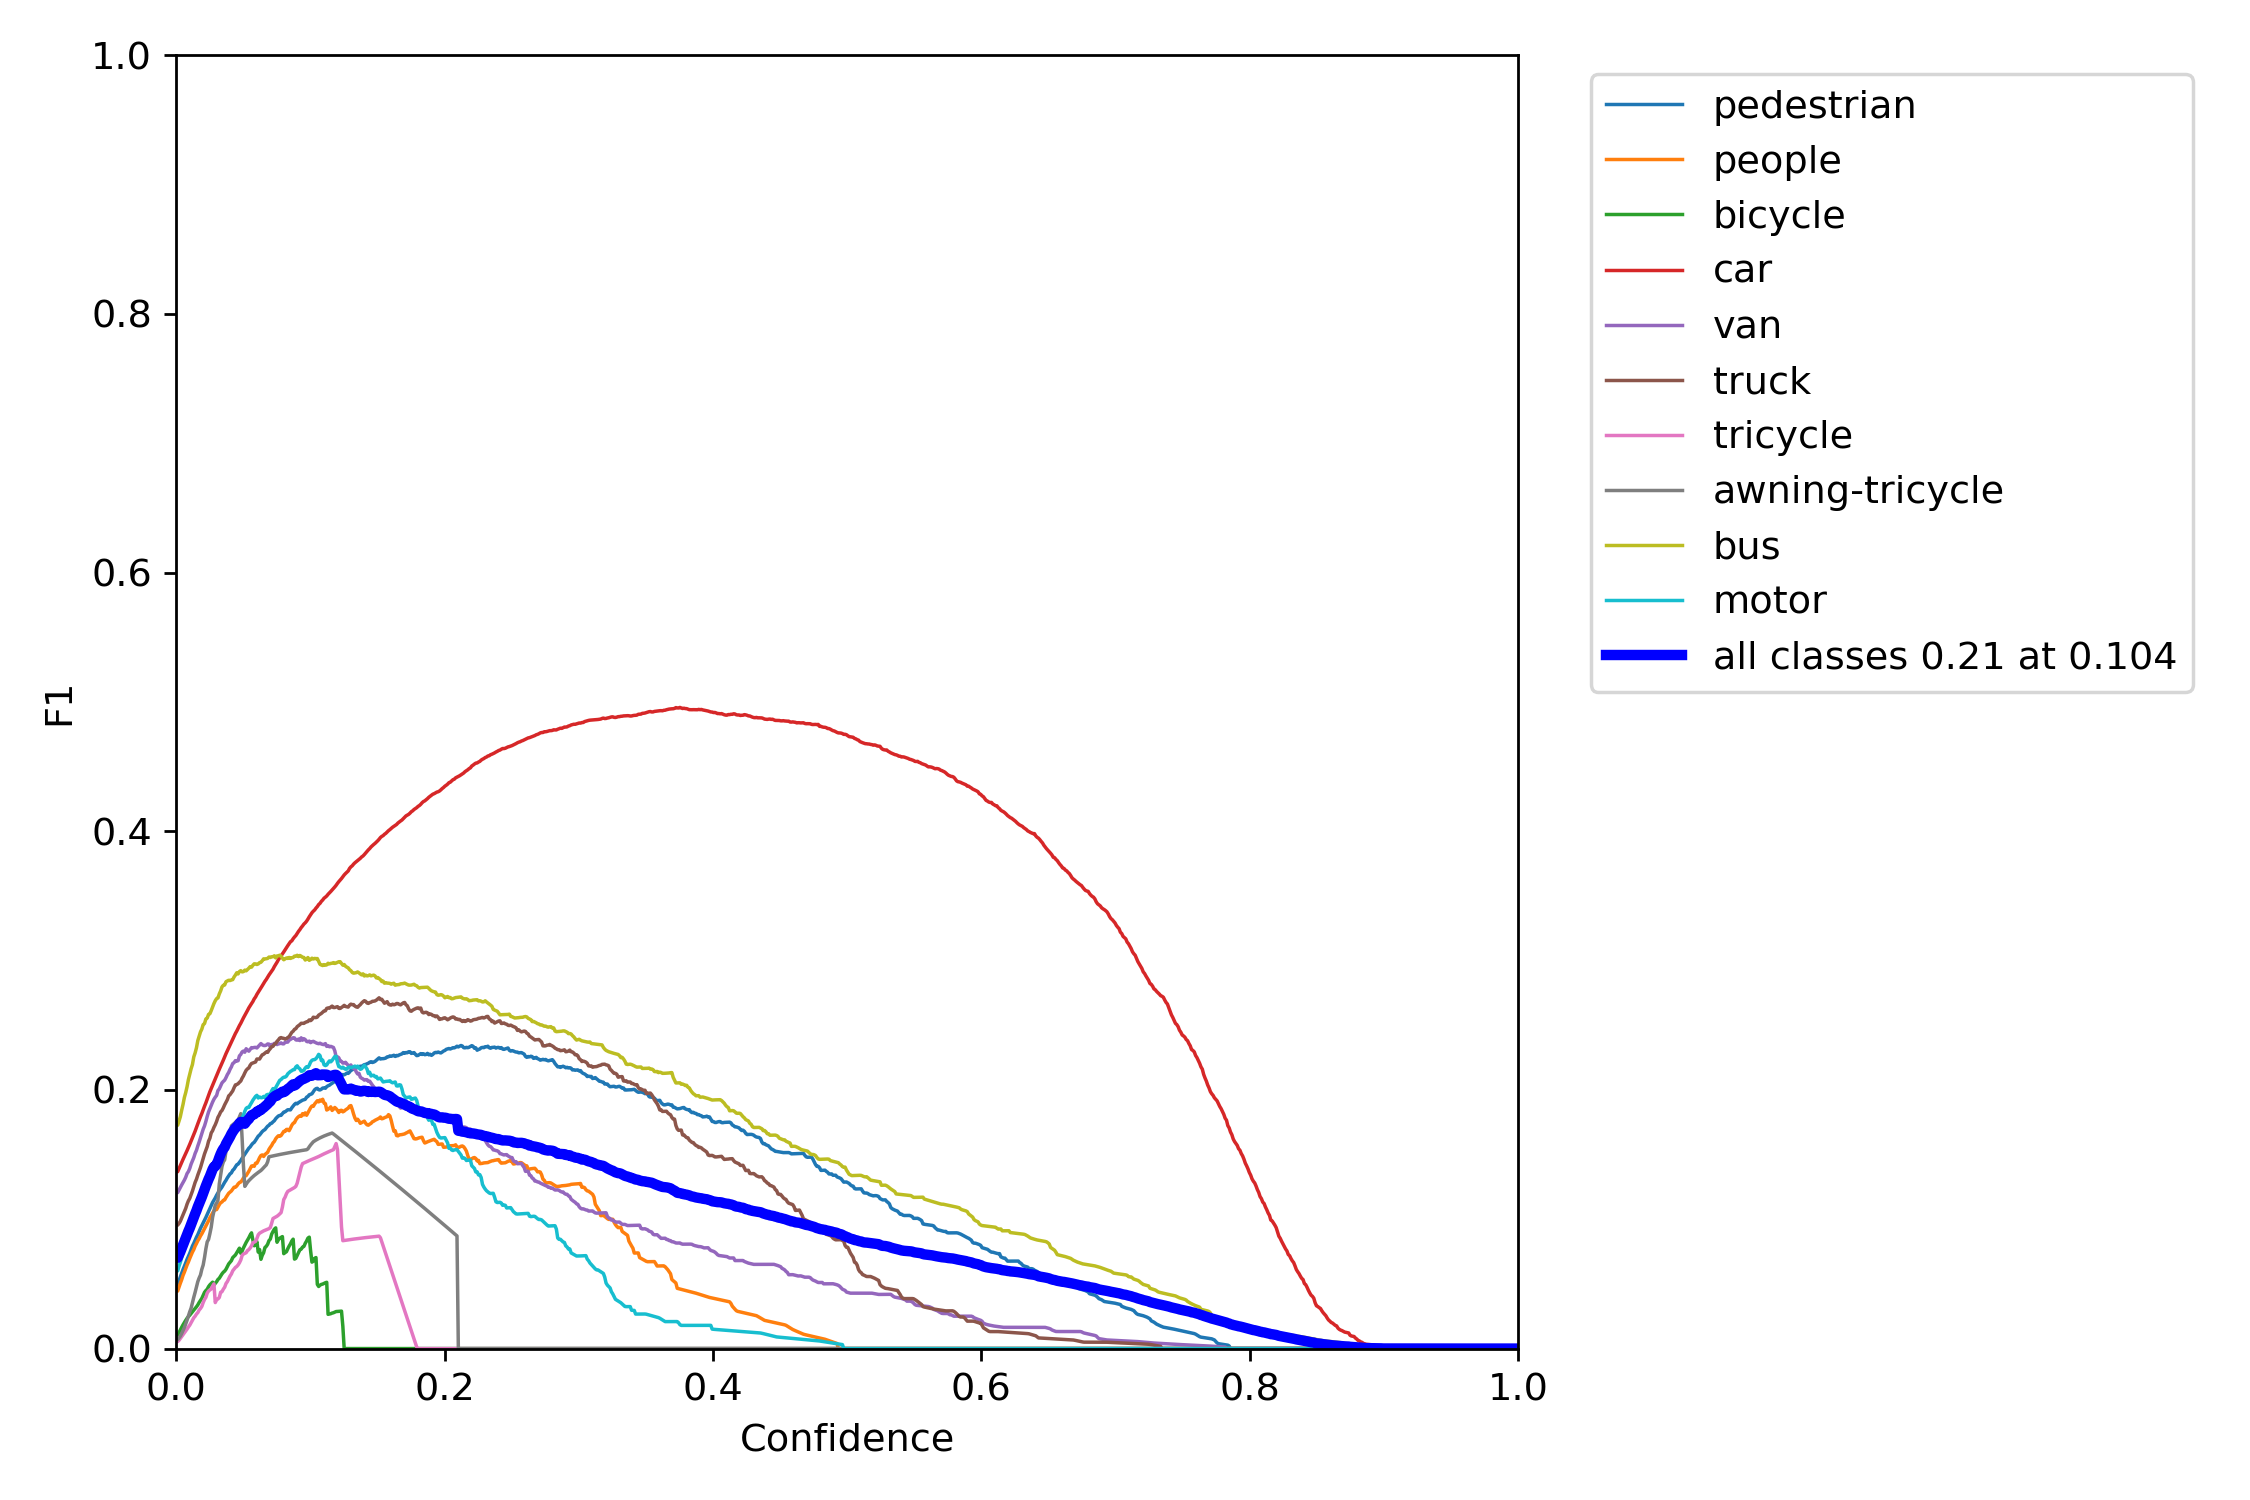 1.0
0.8
0.6
0.4
0.2
0.0
F1
0.0 0.2 0.4 0.6 0.8 1.0
Confidence
pedestrian
people
bicycle
car
van
truck
tricycle
awning-tricycle
bus
motor
all classes 0.21 at 0.104